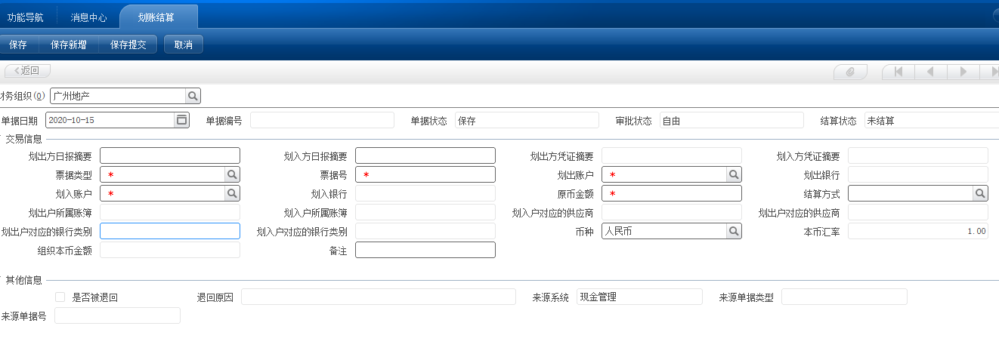 功能导航 消息中心 划账结算
保存 保存新增 保存提交 取消
返回
财务组织(O) 广州地产
单据日期 2020-10-15 单据编号 单据状态 保存 审批状态 自由 结算状态 未结算
交易信息
划出方日报摘要 划入方日报摘要 划出方凭证摘要 划入方凭证摘要
票据类型 * 票据号 * 划出账户 * 划出银行
划入账户 * 划入银行 原币金额 * 结算方式
划出户所属账簿 划入户所属账簿 划入户对应的供应商 划出户对应的供应商
划出户对应的银行类别 划入户对应的银行类别 币种 人民币 本币汇率 1.00
组织本币金额 备注
其他信息
是否被退回 退回原因 来源系统 现金管理 来源单据类型
来源单据号